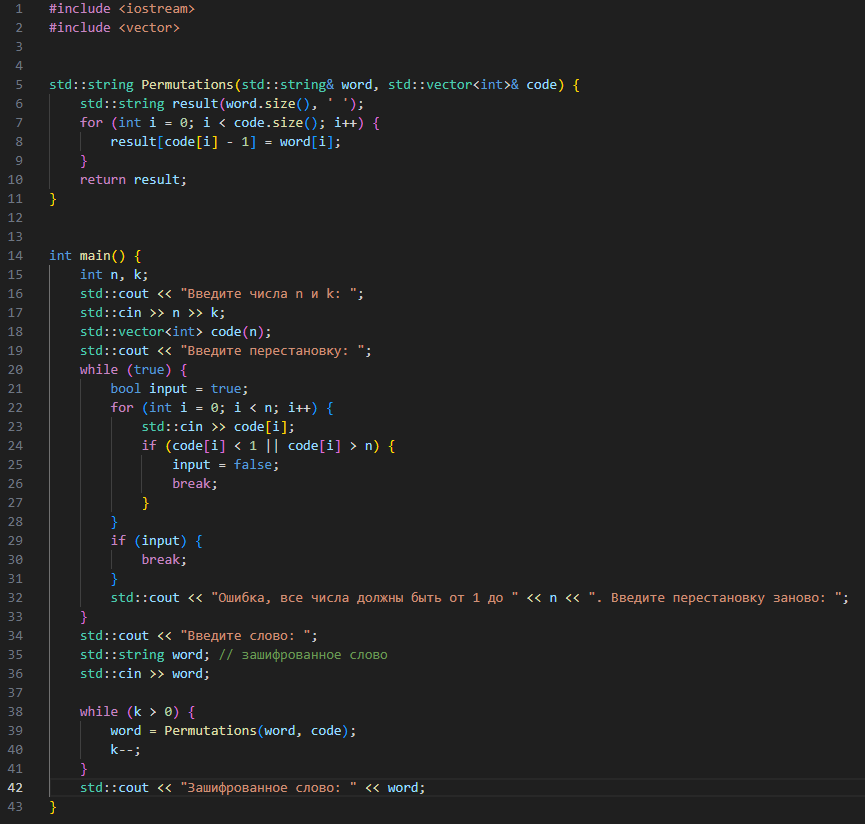 1 #include <iostream>
2 #include <vector>
3
4
5 std::string Permutations(std::string& word, std::vector<int>& code) {
6     std::string result(word.size(), ' ');
7     for (int i = 0; i < code.size(); i++) {
8         result[code[i] - 1] = word[i];
9     }
10     return result;
11 }
12
13
14 int main() {
15     int n, k;
16     std::cout << "Введите числа n и k: ";
17     std::cin >> n >> k;
18     std::vector<int> code(n);
19     std::cout << "Введите перестановку: ";
20     while (true) {
21         bool input = true;
22         for (int i = 0; i < n; i++) {
23             std::cin >> code[i];
24             if (code[i] < 1 || code[i] > n) {
25                 input = false;
26                 break;
27             }
28         }
29         if (input) {
30             break;
31         }
32         std::cout << "Ошибка, все числа должны быть от 1 до " << n << ". Введите перестановку заново: ";
33     }
34     std::cout << "Введите слово: ";
35     std::string word; // зашифрованное слово
36     std::cin >> word;
37
38     while (k > 0) {
39         word = Permutations(word, code);
40         k--;
41     }
42     std::cout << "Зашифрованное слово: " << word;
43 }